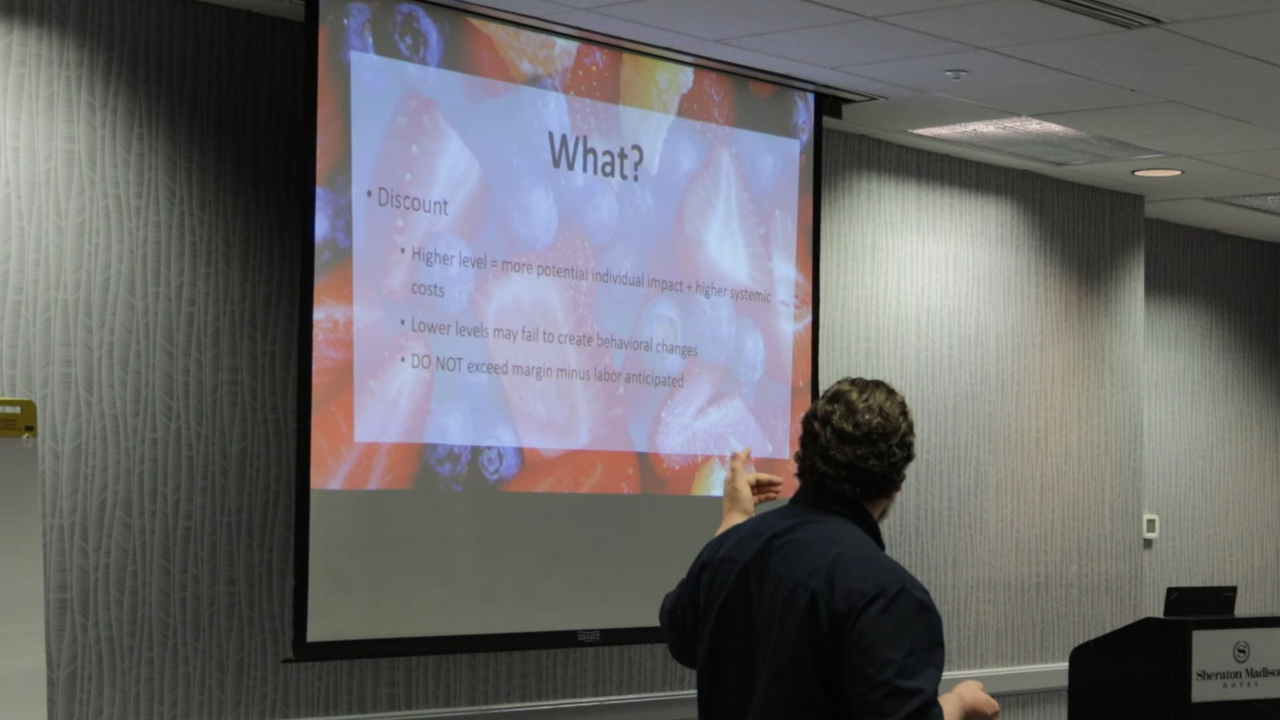 What?
• Discount
• Higher level = more potential individual impact + higher systemic
costs
• Lower levels may fail to create behavioral changes
• DO NOT exceed margin minus labor anticipated
S
Sheraton Madison
HOTEL